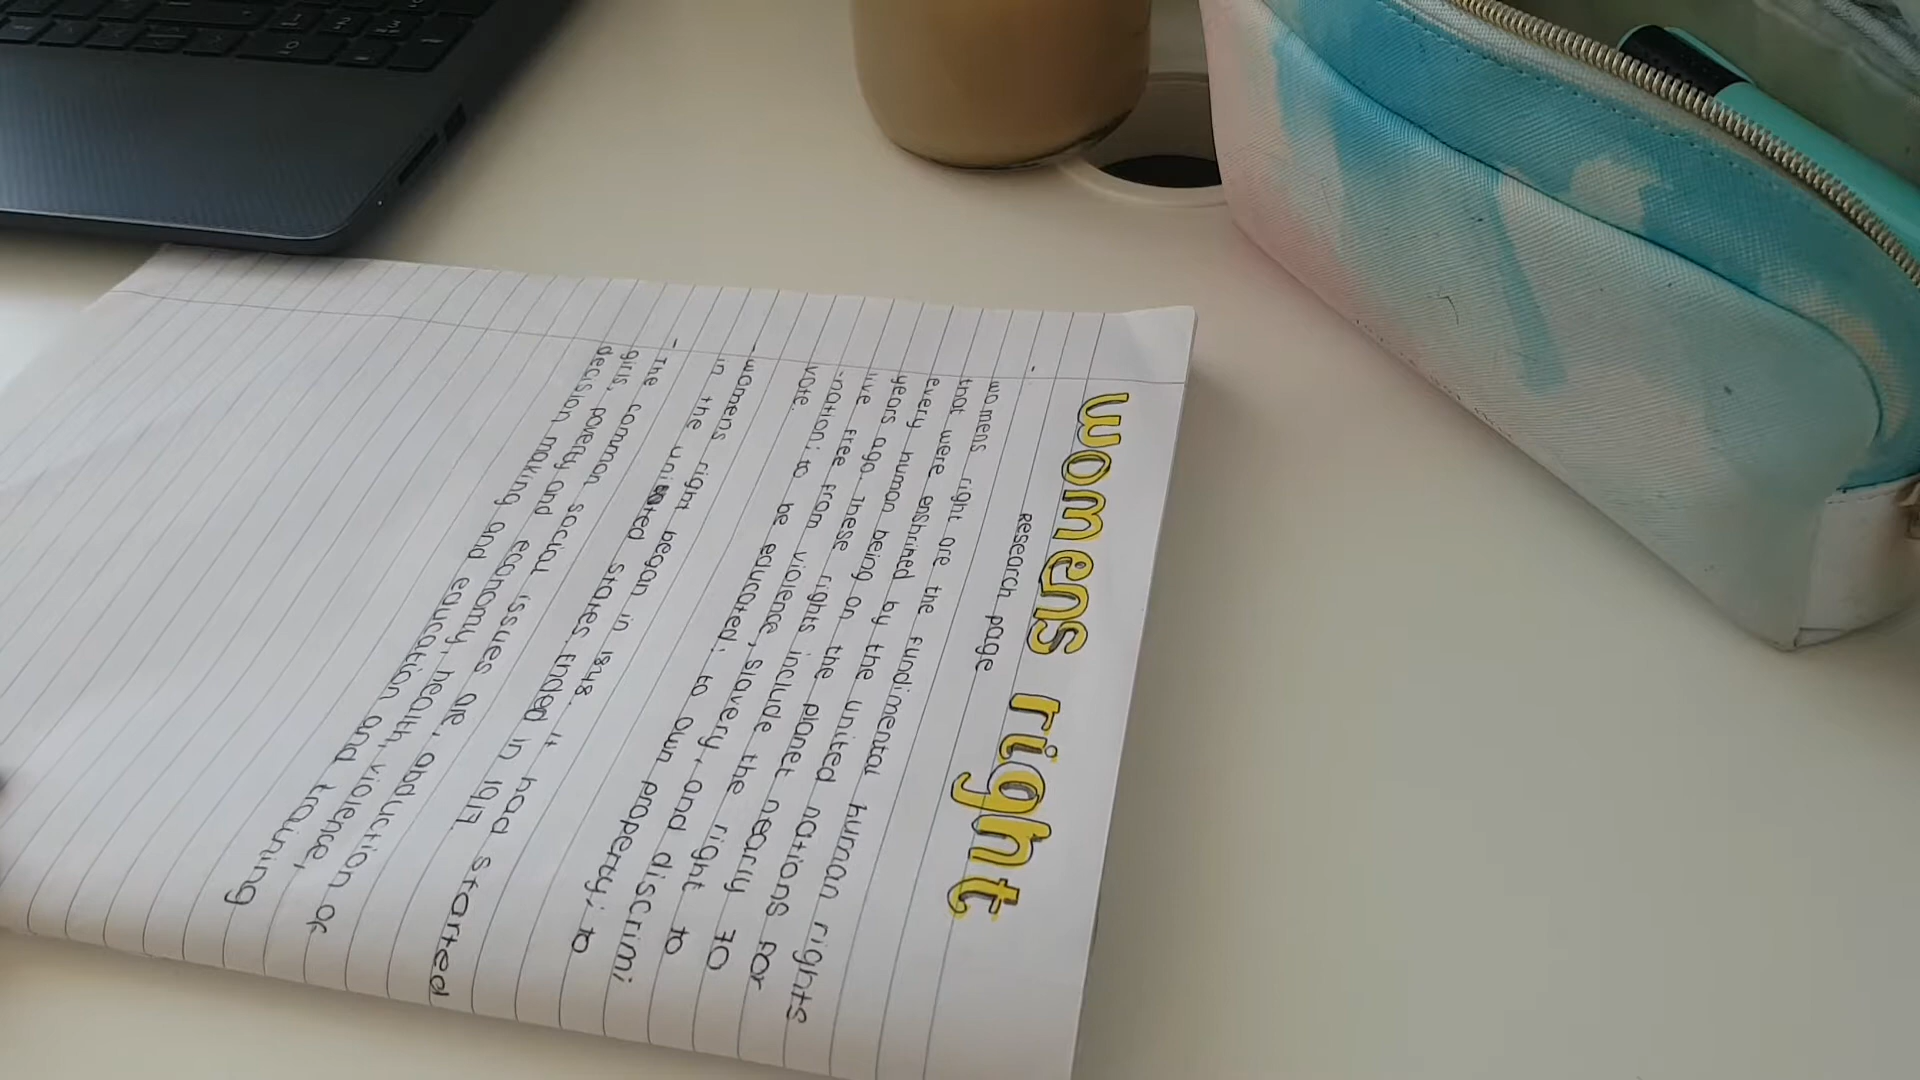 womens right
Research page
- womens right are the fundimental human rights
that were enshrined by the united nations for
every human being on the planet nearly 70
years ago. These rights include the right to
live free from violence, slavery, and discrimi
-nation; to be educated; to own property; to
vote.
- womens right began in 1848. It had started
in the united states. Ended in 1917.
- The common social issues are, abduction of
girls, poverty and economy, health, violence,
decision making and education and training